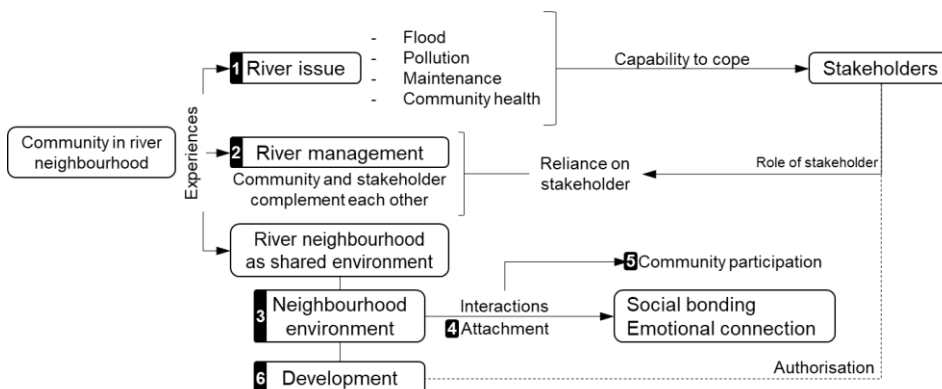 1 River issue
- Flood
- Pollution
- Maintenance
- Community health
Capability to cope
Stakeholders
Community in river
neighbourhood
Experiences
2 River management
Community and stakeholder
complement each other
Reliance on
stakeholder
Role of stakeholder
River neighbourhood
as shared environment
5 Community participation
3 Neighbourhood
environment
Interactions
4 Attachment
Social bonding
Emotional connection
6 Development
Authorisation